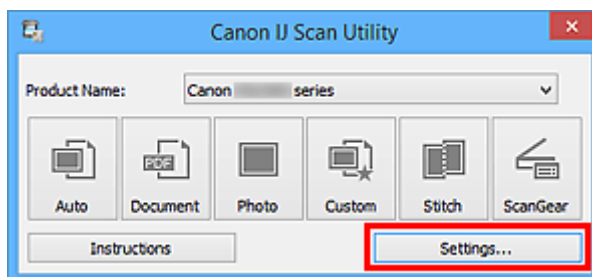 Canon IJ Scan Utility
Product Name: Canon series
PDF
Auto Document Photo Custom Stitch ScanGear
Instructions Settings...